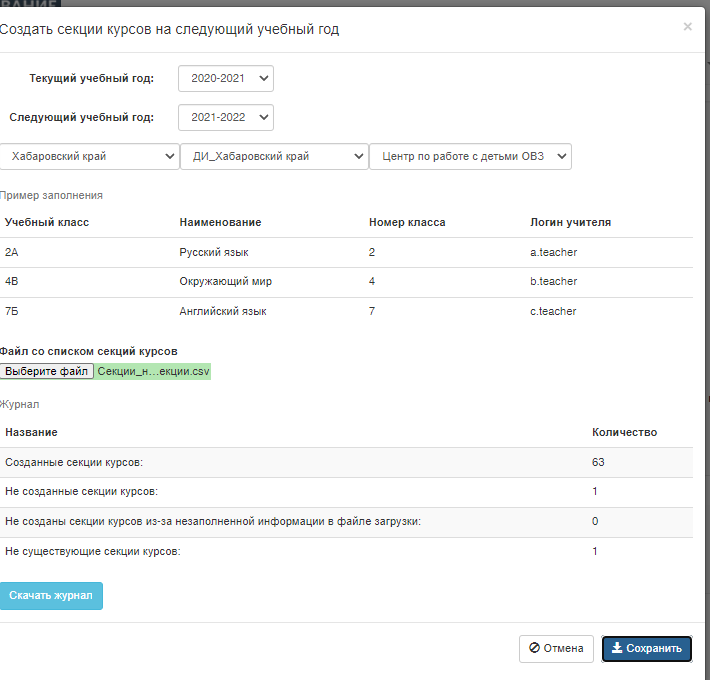 ВАНИЕ
Создать секции курсов на следующий учебный год ×
Текущий учебный год: 2020-2021
Следующий учебный год: 2021-2022
Хабаровский край ДИ_Хабаровский край Центр по работе с детьми ОВЗ
Пример заполнения
Учебный класс Наименование Номер класса Логин учителя
2А Русский язык 2 a.teacher
4В Окружающий мир 4 b.teacher
7Б Английский язык 7 c.teacher
Файл со списком секций курсов
Выберите файл Секции_н...екции.csv
Журнал
Название Количество
Созданные секции курсов: 63
Не созданные секции курсов: 1
Не созданы секции курсов из-за незаполненной информации в файле загрузки: 0
Не существующие секции курсов: 1
Скачать журнал
Отмена Сохранить